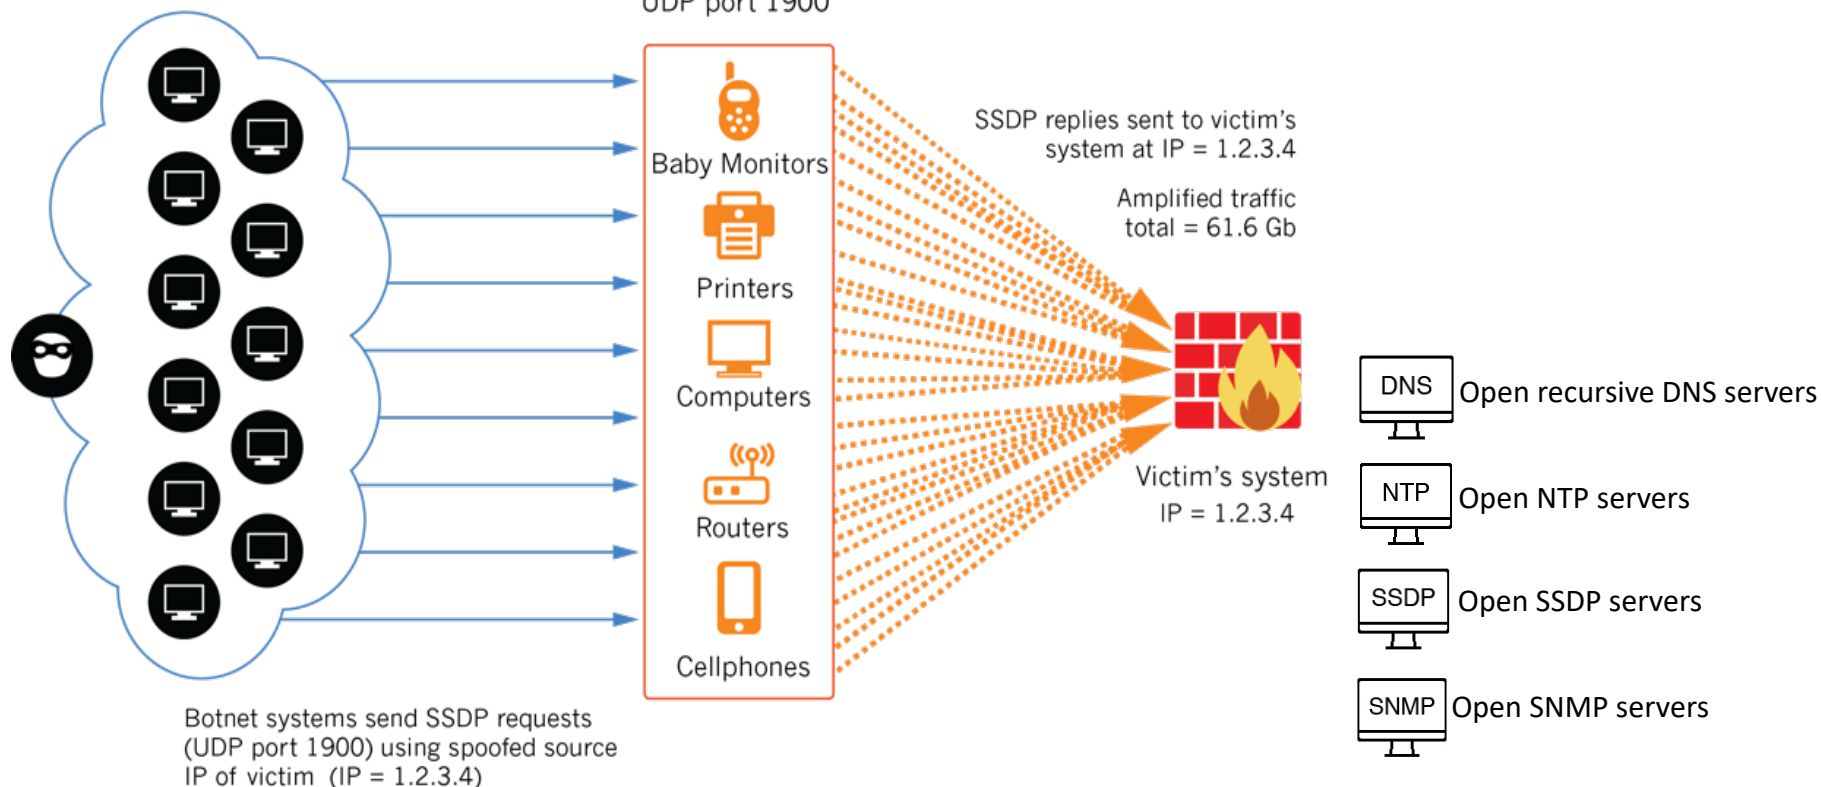 UDP port 1900
Baby Monitors
Printers
Computers
Routers
Cellphones
SSDP replies sent to victim's
system at IP = 1.2.3.4
Amplified traffic
total = 61.6 Gb
Victim's system
IP = 1.2.3.4
DNS Open recursive DNS servers
NTP Open NTP servers
SSDP Open SSDP servers
SNMP Open SNMP servers
Botnet systems send SSDP requests
(UDP port 1900) using spoofed source
IP of victim (IP = 1.2.3.4)